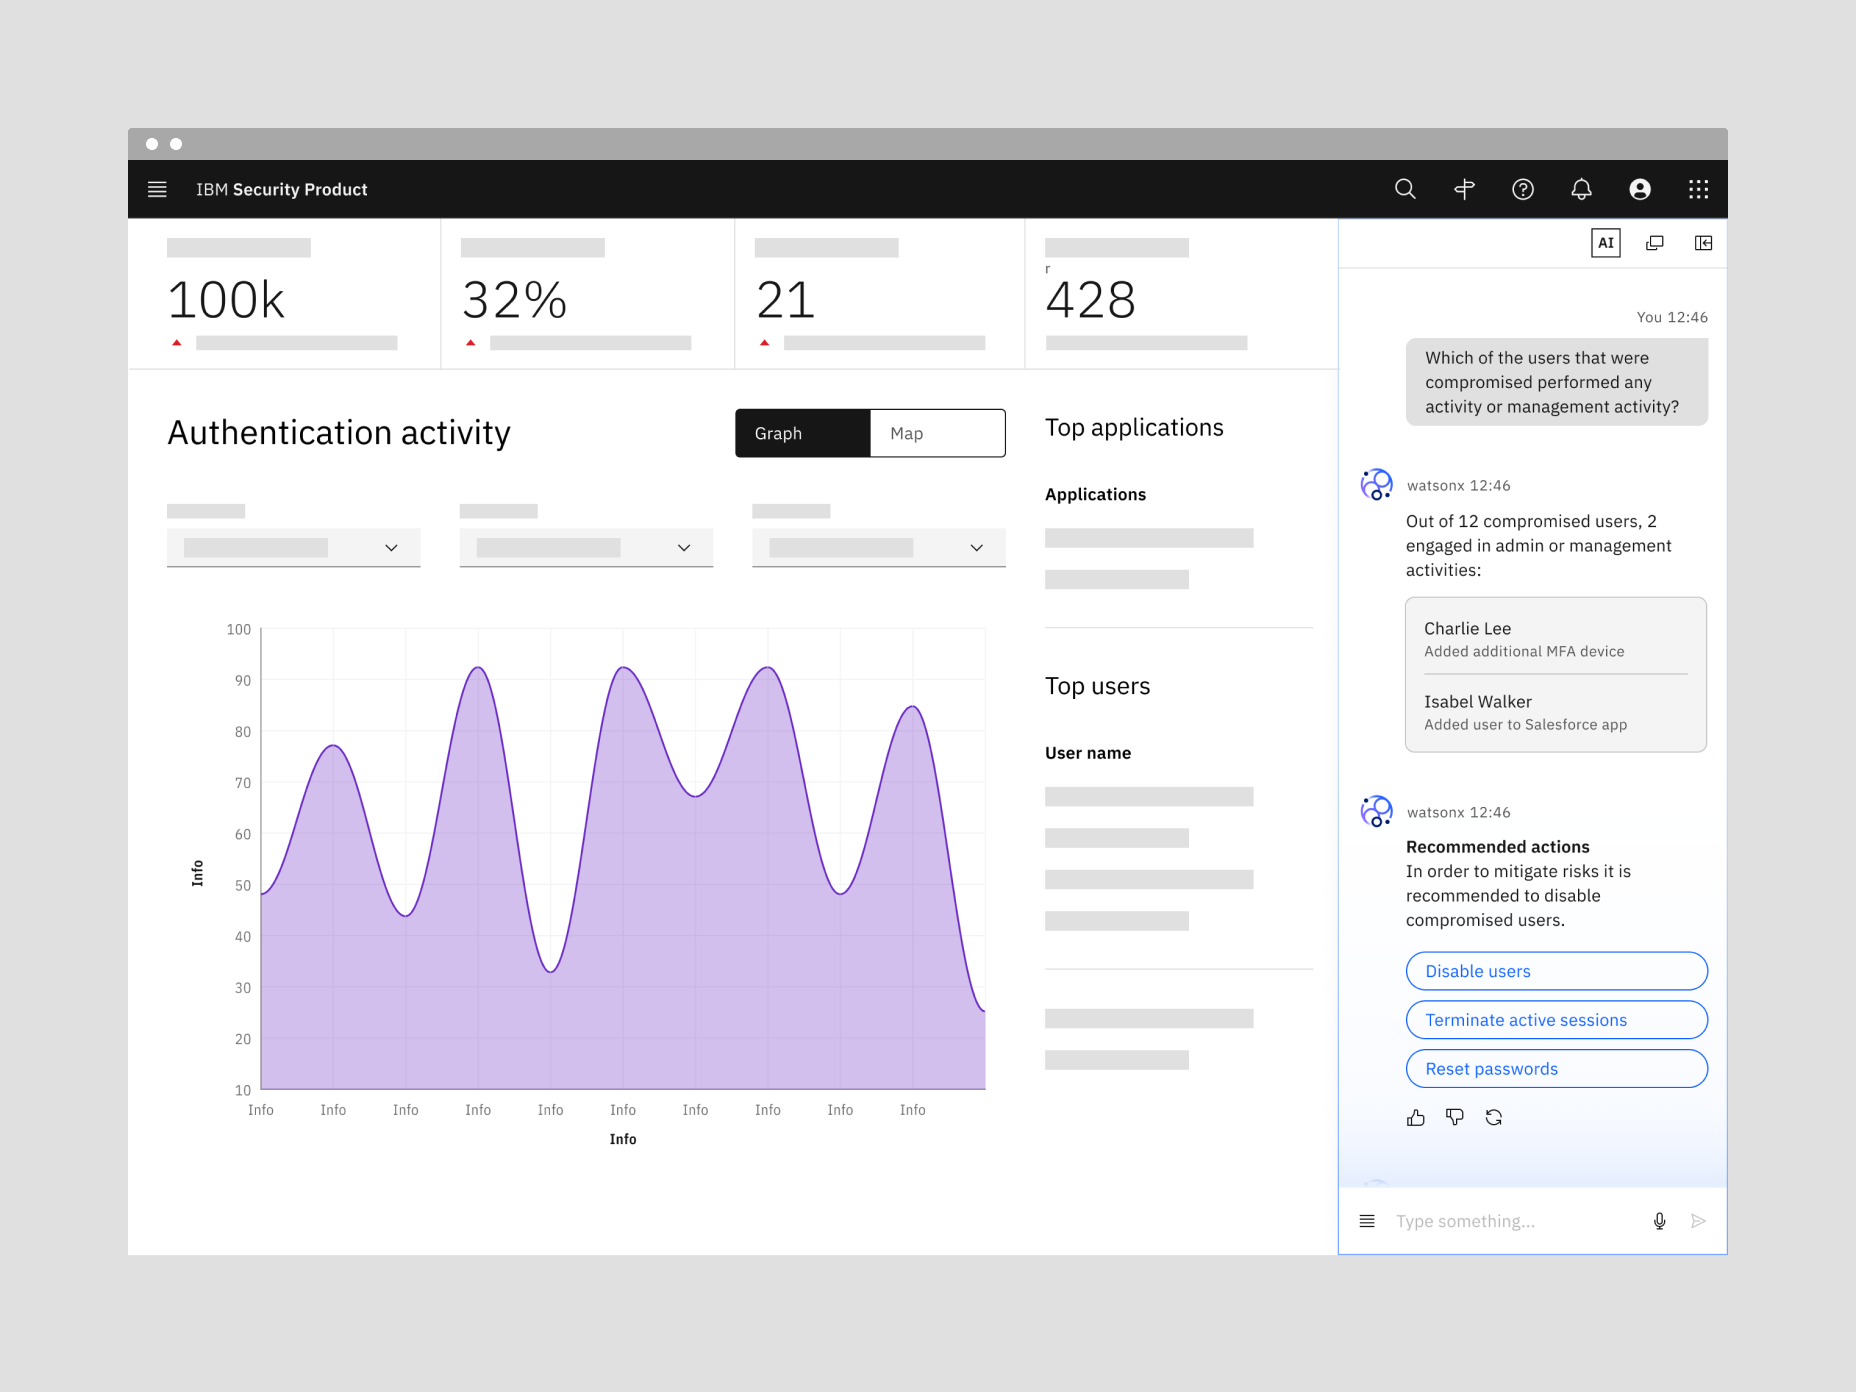 IBM Security Product
100k
32%
21
r
428
Authentication activity
Graph
Map
100
90
80
70
60
50
40
30
20
10
Info
Info
Info
Info
Info
Info
Info
Info
Info
Info
Info
Info
Top applications
Applications
Top users
User name
AI
You 12:46
Which of the users that were
compromised performed any
activity or management activity?
watsonx 12:46
Out of 12 compromised users, 2
engaged in admin or management
activities:
Charlie Lee
Added additional MFA device
Isabel Walker
Added user to Salesforce app
watsonx 12:46
Recommended actions
In order to mitigate risks it is
recommended to disable
compromised users.
Disable users
Terminate active sessions
Reset passwords
Type something...